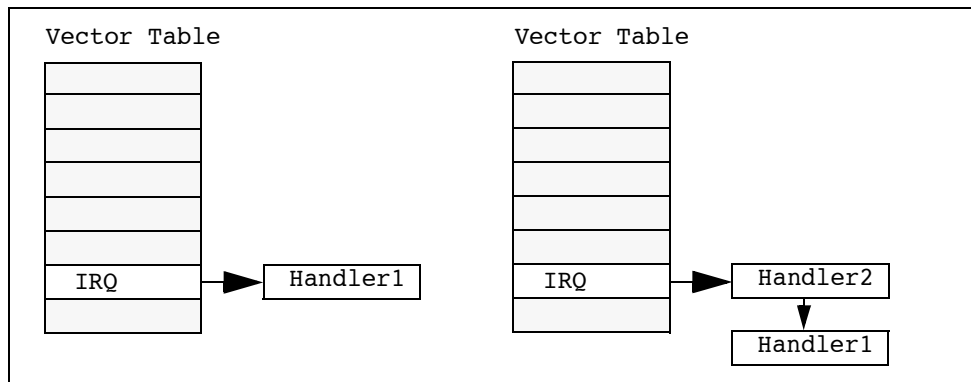 Vector Table
IRQ
Handler1
Vector Table
IRQ
Handler2
Handler1